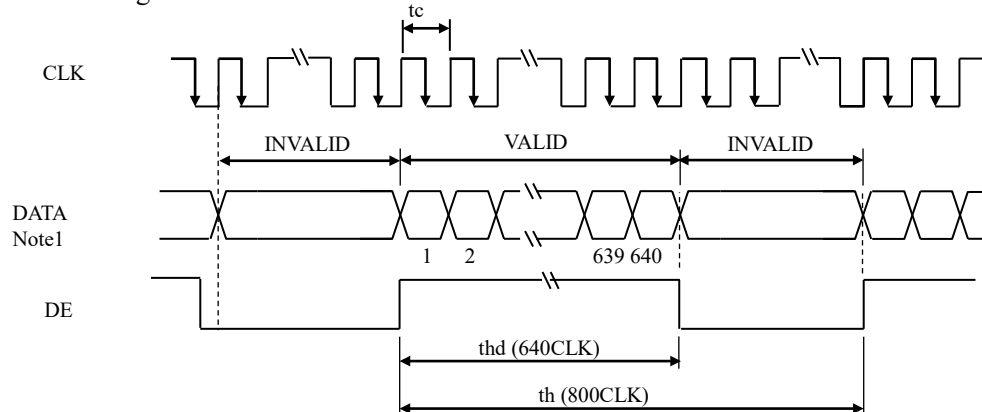 tc
CLK
INVALID VALID INVALID
DATA
Note1
1 2 639 640
DE
thd (640CLK)
th (800CLK)